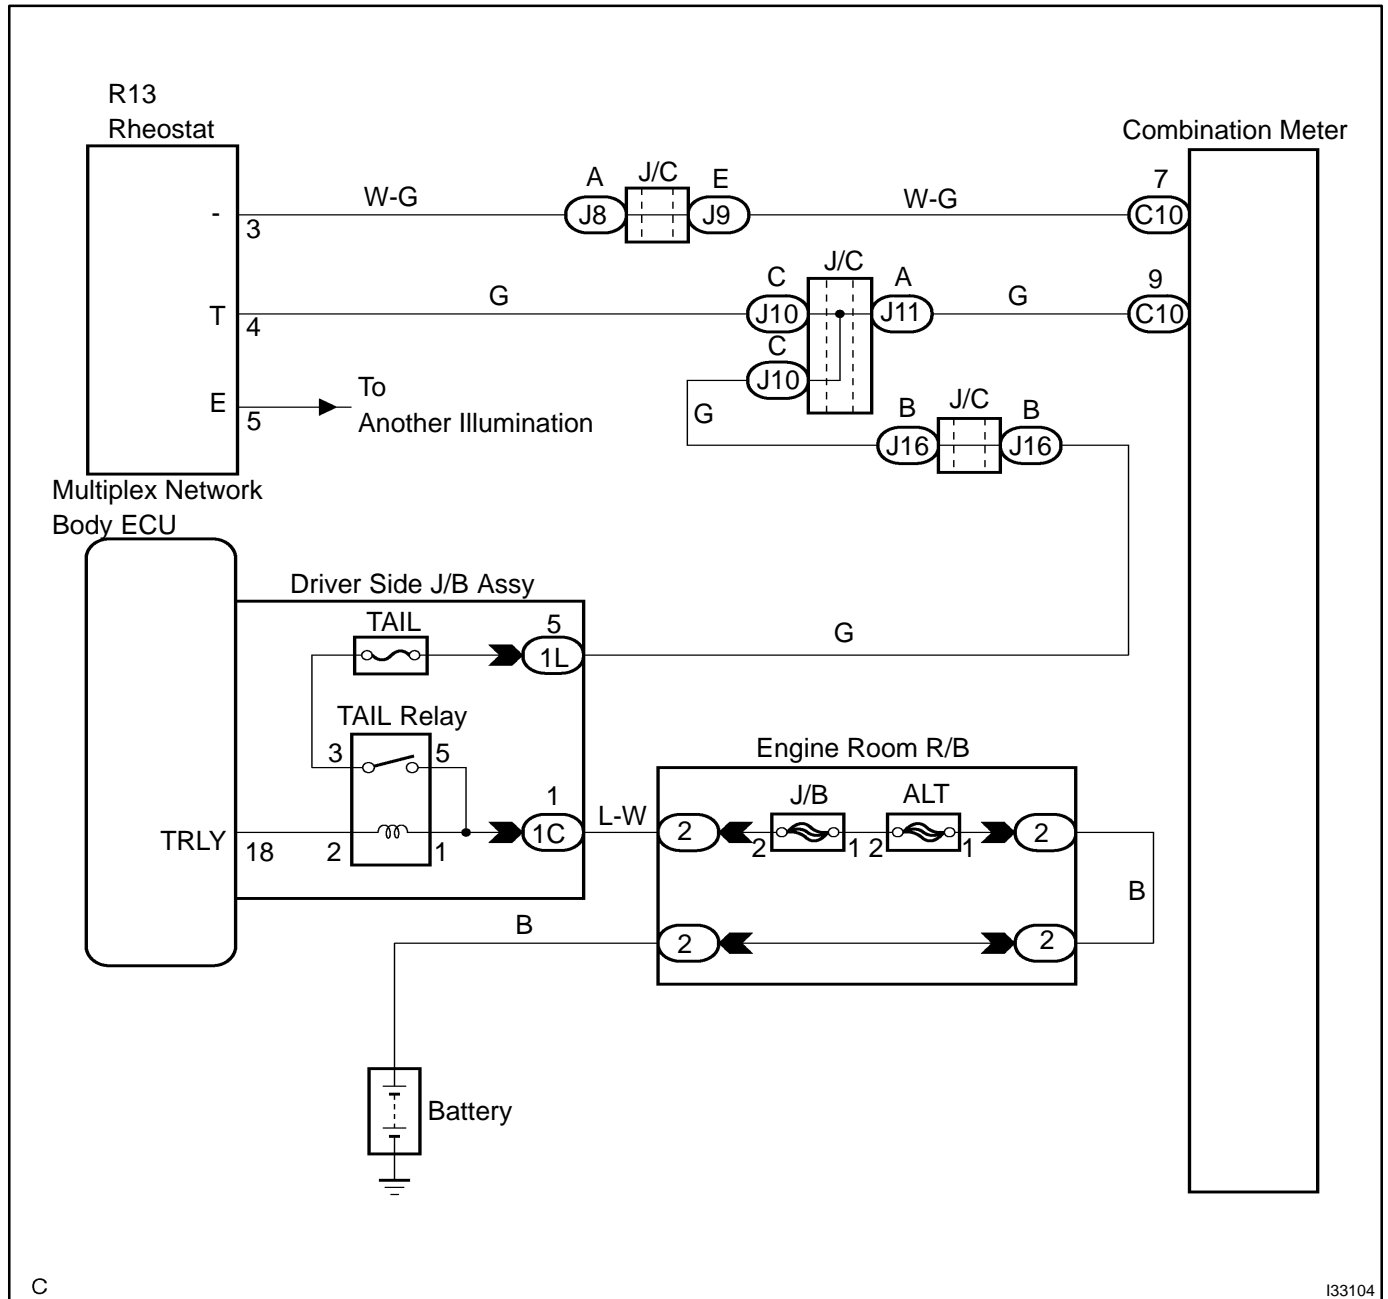 R13
Rheostat
Combination Meter
-
3
W-G
A
J8
J/C
E
J9
W-G
7
C10
T
4
G
C
J10
J/C
A
J11
G
9
C10
C
J10
E
5
To
Another Illumination
G
B
J16
J/C
B
J16
Multiplex Network
Body ECU
Driver Side J/B Assy
TAIL
5
1L
G
TAIL Relay
3
5
Engine Room R/B
TRLY
18
2
1
1
1C
L-W
2
J/B
2
1
ALT
2
1
2
B
B
2
2
Battery
C
I33104